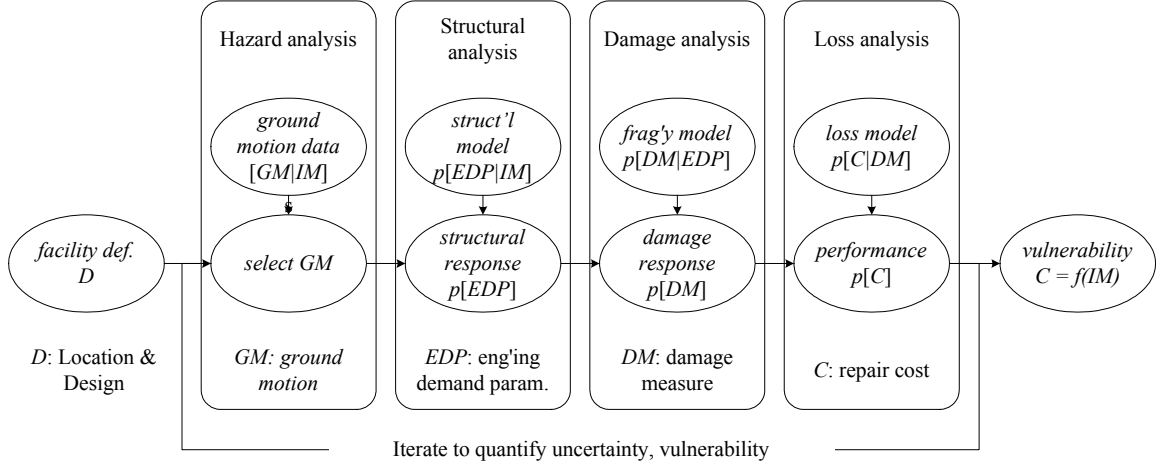 Hazard analysis
Structural
analysis
Damage analysis
Loss analysis
ground
motion data
[GM|IM]
struct'l
model
p[EDP|IM]
frag'y model
p[DM|EDP]
loss model
p[C|DM]
facility def.
D
select GM
structural
response
p[EDP]
damage
response
p[DM]
performance
p[C]
vulnerability
C = f(IM)
D: Location &
Design
GM: ground
motion
EDP: eng'ing
demand param.
DM: damage
measure
C: repair cost
Iterate to quantify uncertainty, vulnerability